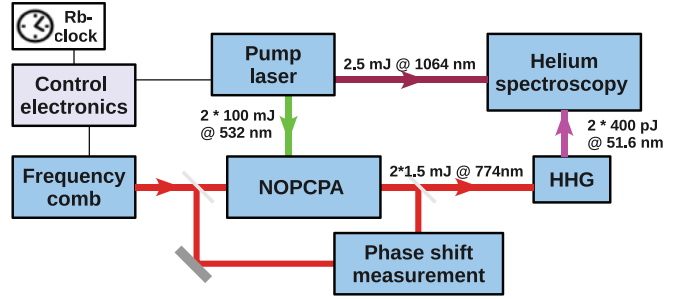 Rb-
clock
Control
electronics
Frequency
comb
Pump
laser
2.5 mJ @ 1064 nm
Helium
spectroscopy
2 * 100 mJ
@ 532 nm
2 * 400 pJ
@ 51.6 nm
NOPCPA
2*1.5 mJ @ 774nm
HHG
Phase shift
measurement